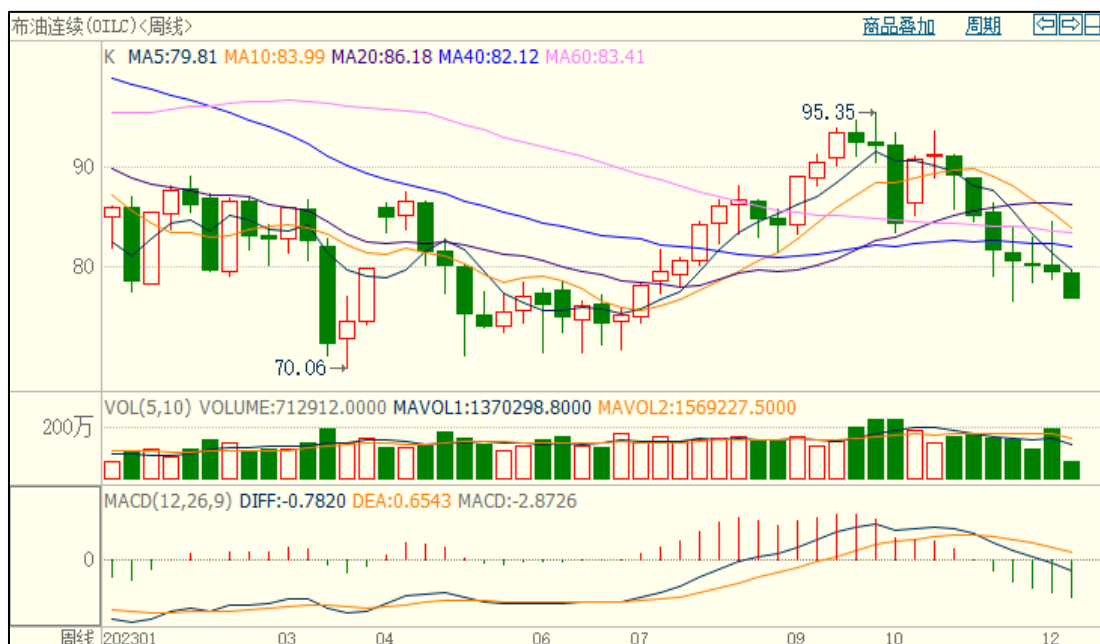 布油连续(OILC)<周线> 商品叠加 周期
K MA5:79.81 MA10:83.99 MA20:86.18 MA40:82.12 MA60:83.41
95.35
90
80
70.06
VOL(5,10) VOLUME:712912.0000 MAVOL1:1370298.8000 MAVOL2:1569227.5000
200万
MACD(12,26,9) DIFF:-0.7820 DEA:0.6543 MACD:-2.8726
0
周线 202301 03 04 06 07 09 10 12